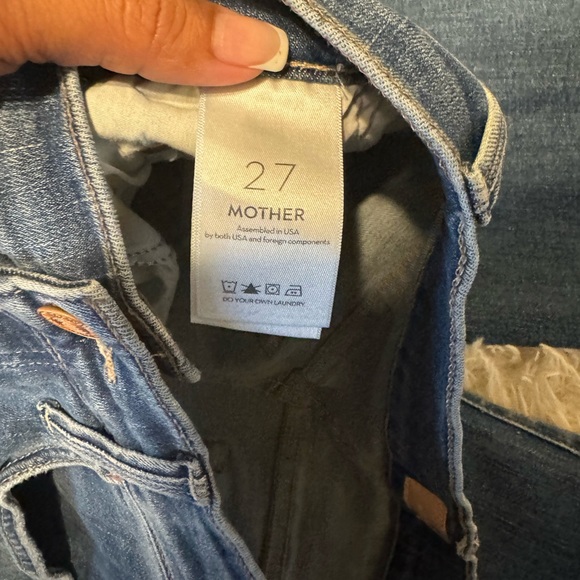 27
MOTHER
Assembled in USA
by both USA and foreign components
DO YOUR OWN LAUNDRY